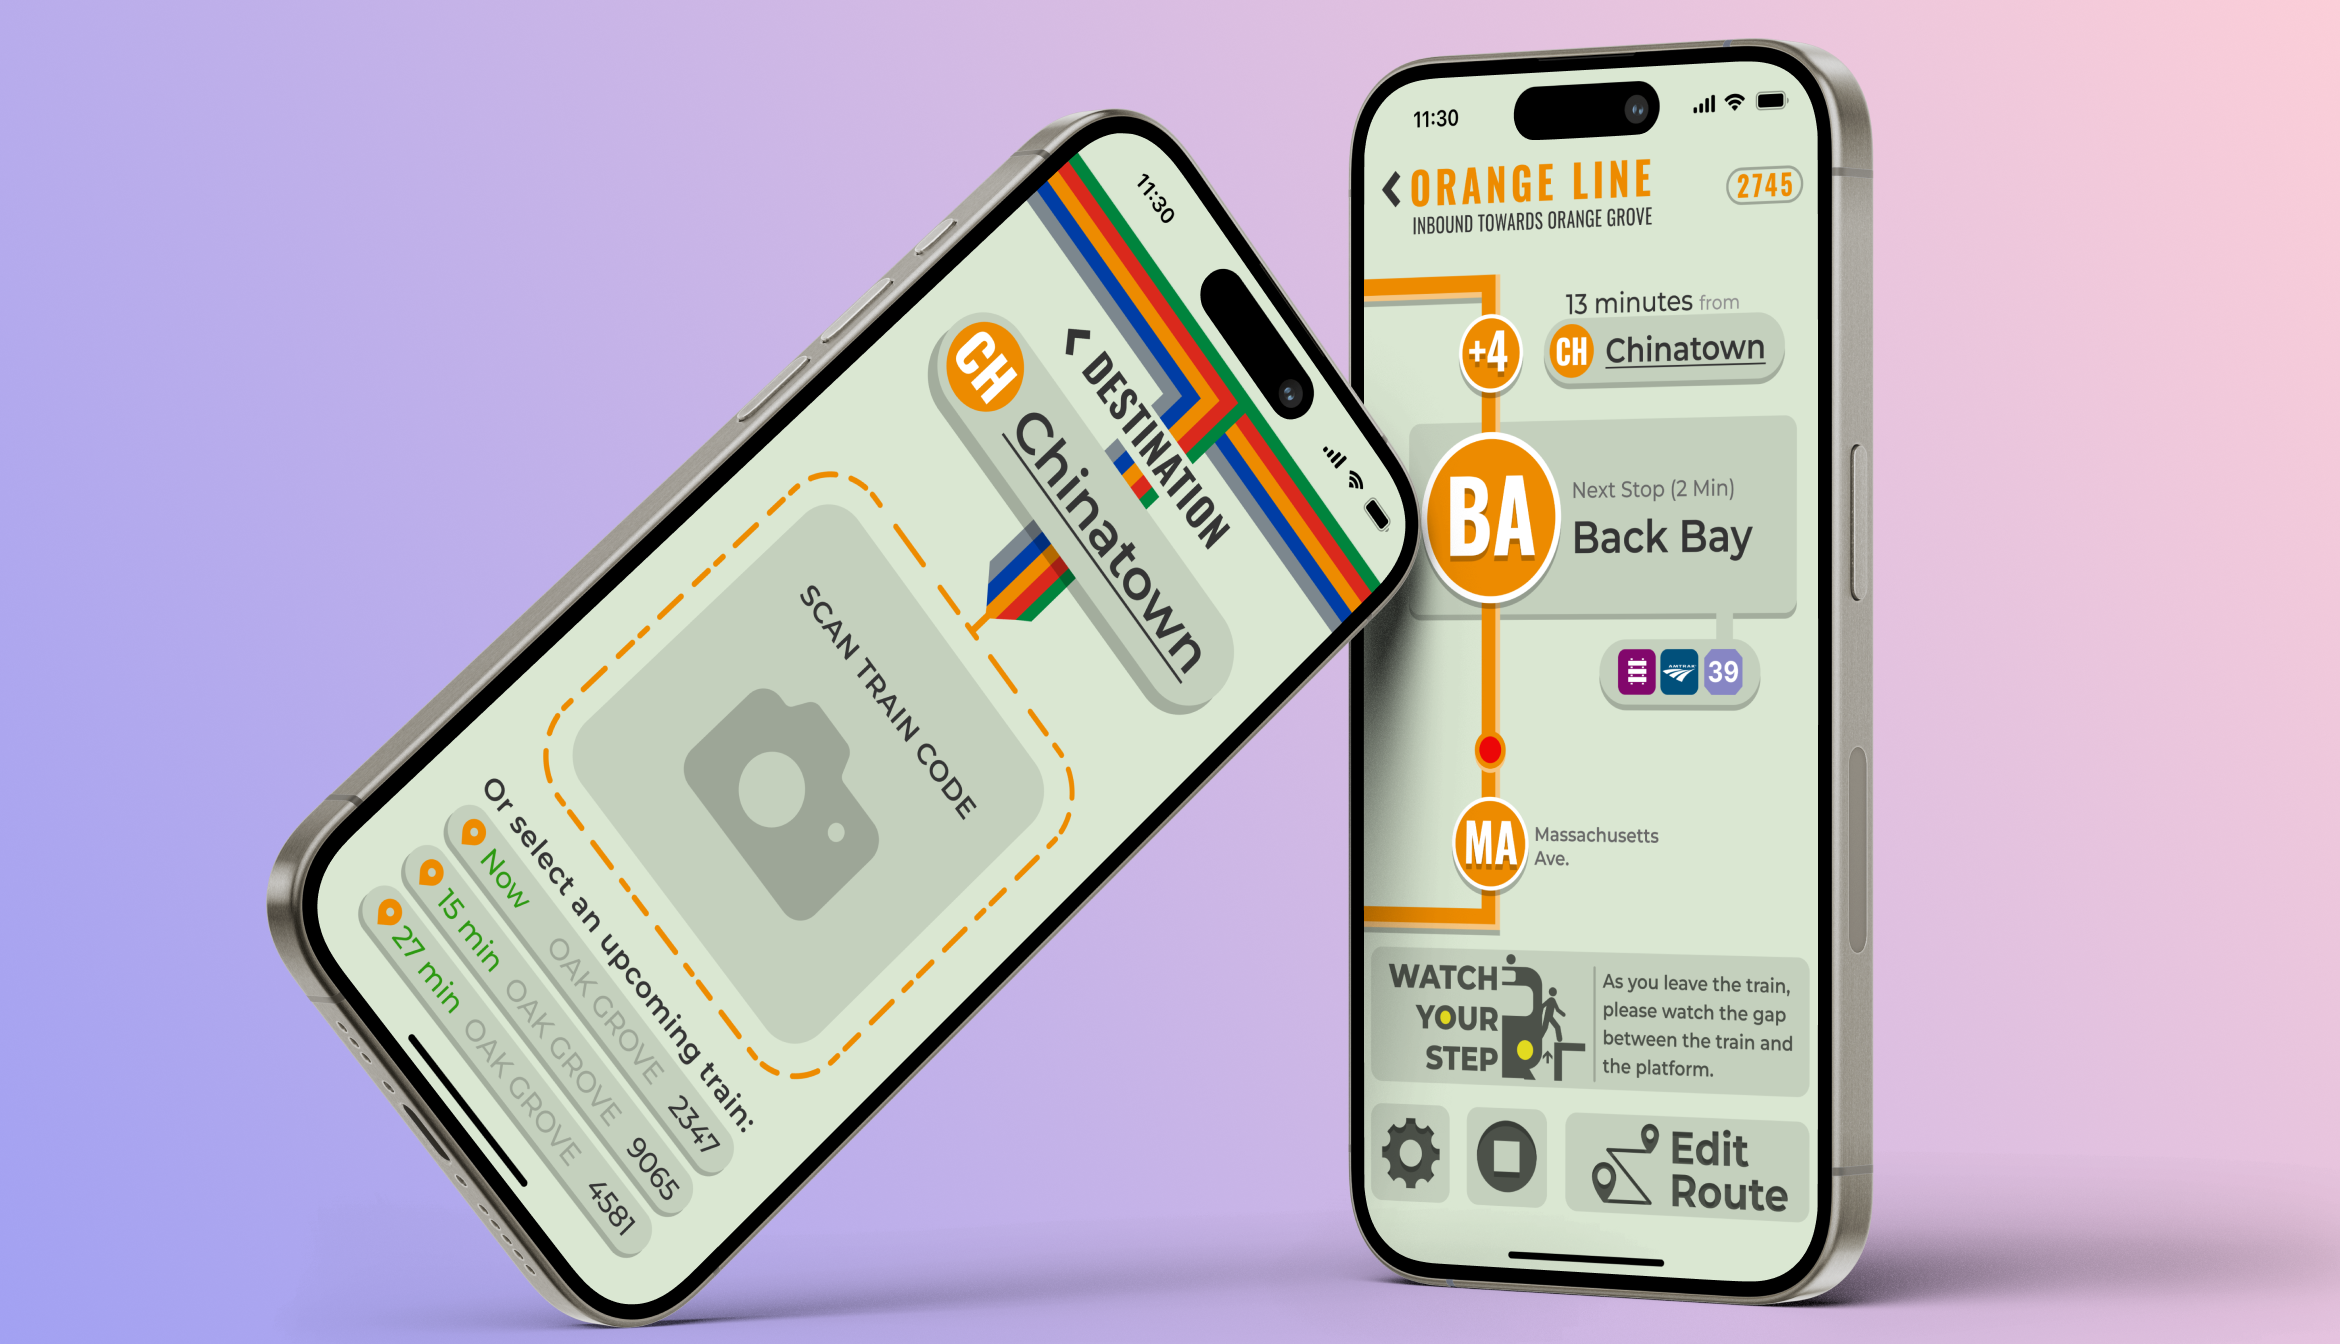 11:30
DESTINATION
CH Chinatown
SCAN TRAIN CODE
Or select an upcoming train:
Now OAK GROVE 2347
15 min OAK GROVE 9065
27 min OAK GROVE 4581
11:30
ORANGE LINE
2745
INBOUND TOWARDS ORANGE GROVE
13 minutes from
+4
CH Chinatown
Next Stop (2 Min)
BA
Back Bay
AMTRAK
39
MA
Massachusetts
Ave.
WATCH
YOUR
STEP
As you leave the train,
please watch the gap
between the train and
the platform.
Edit
Route